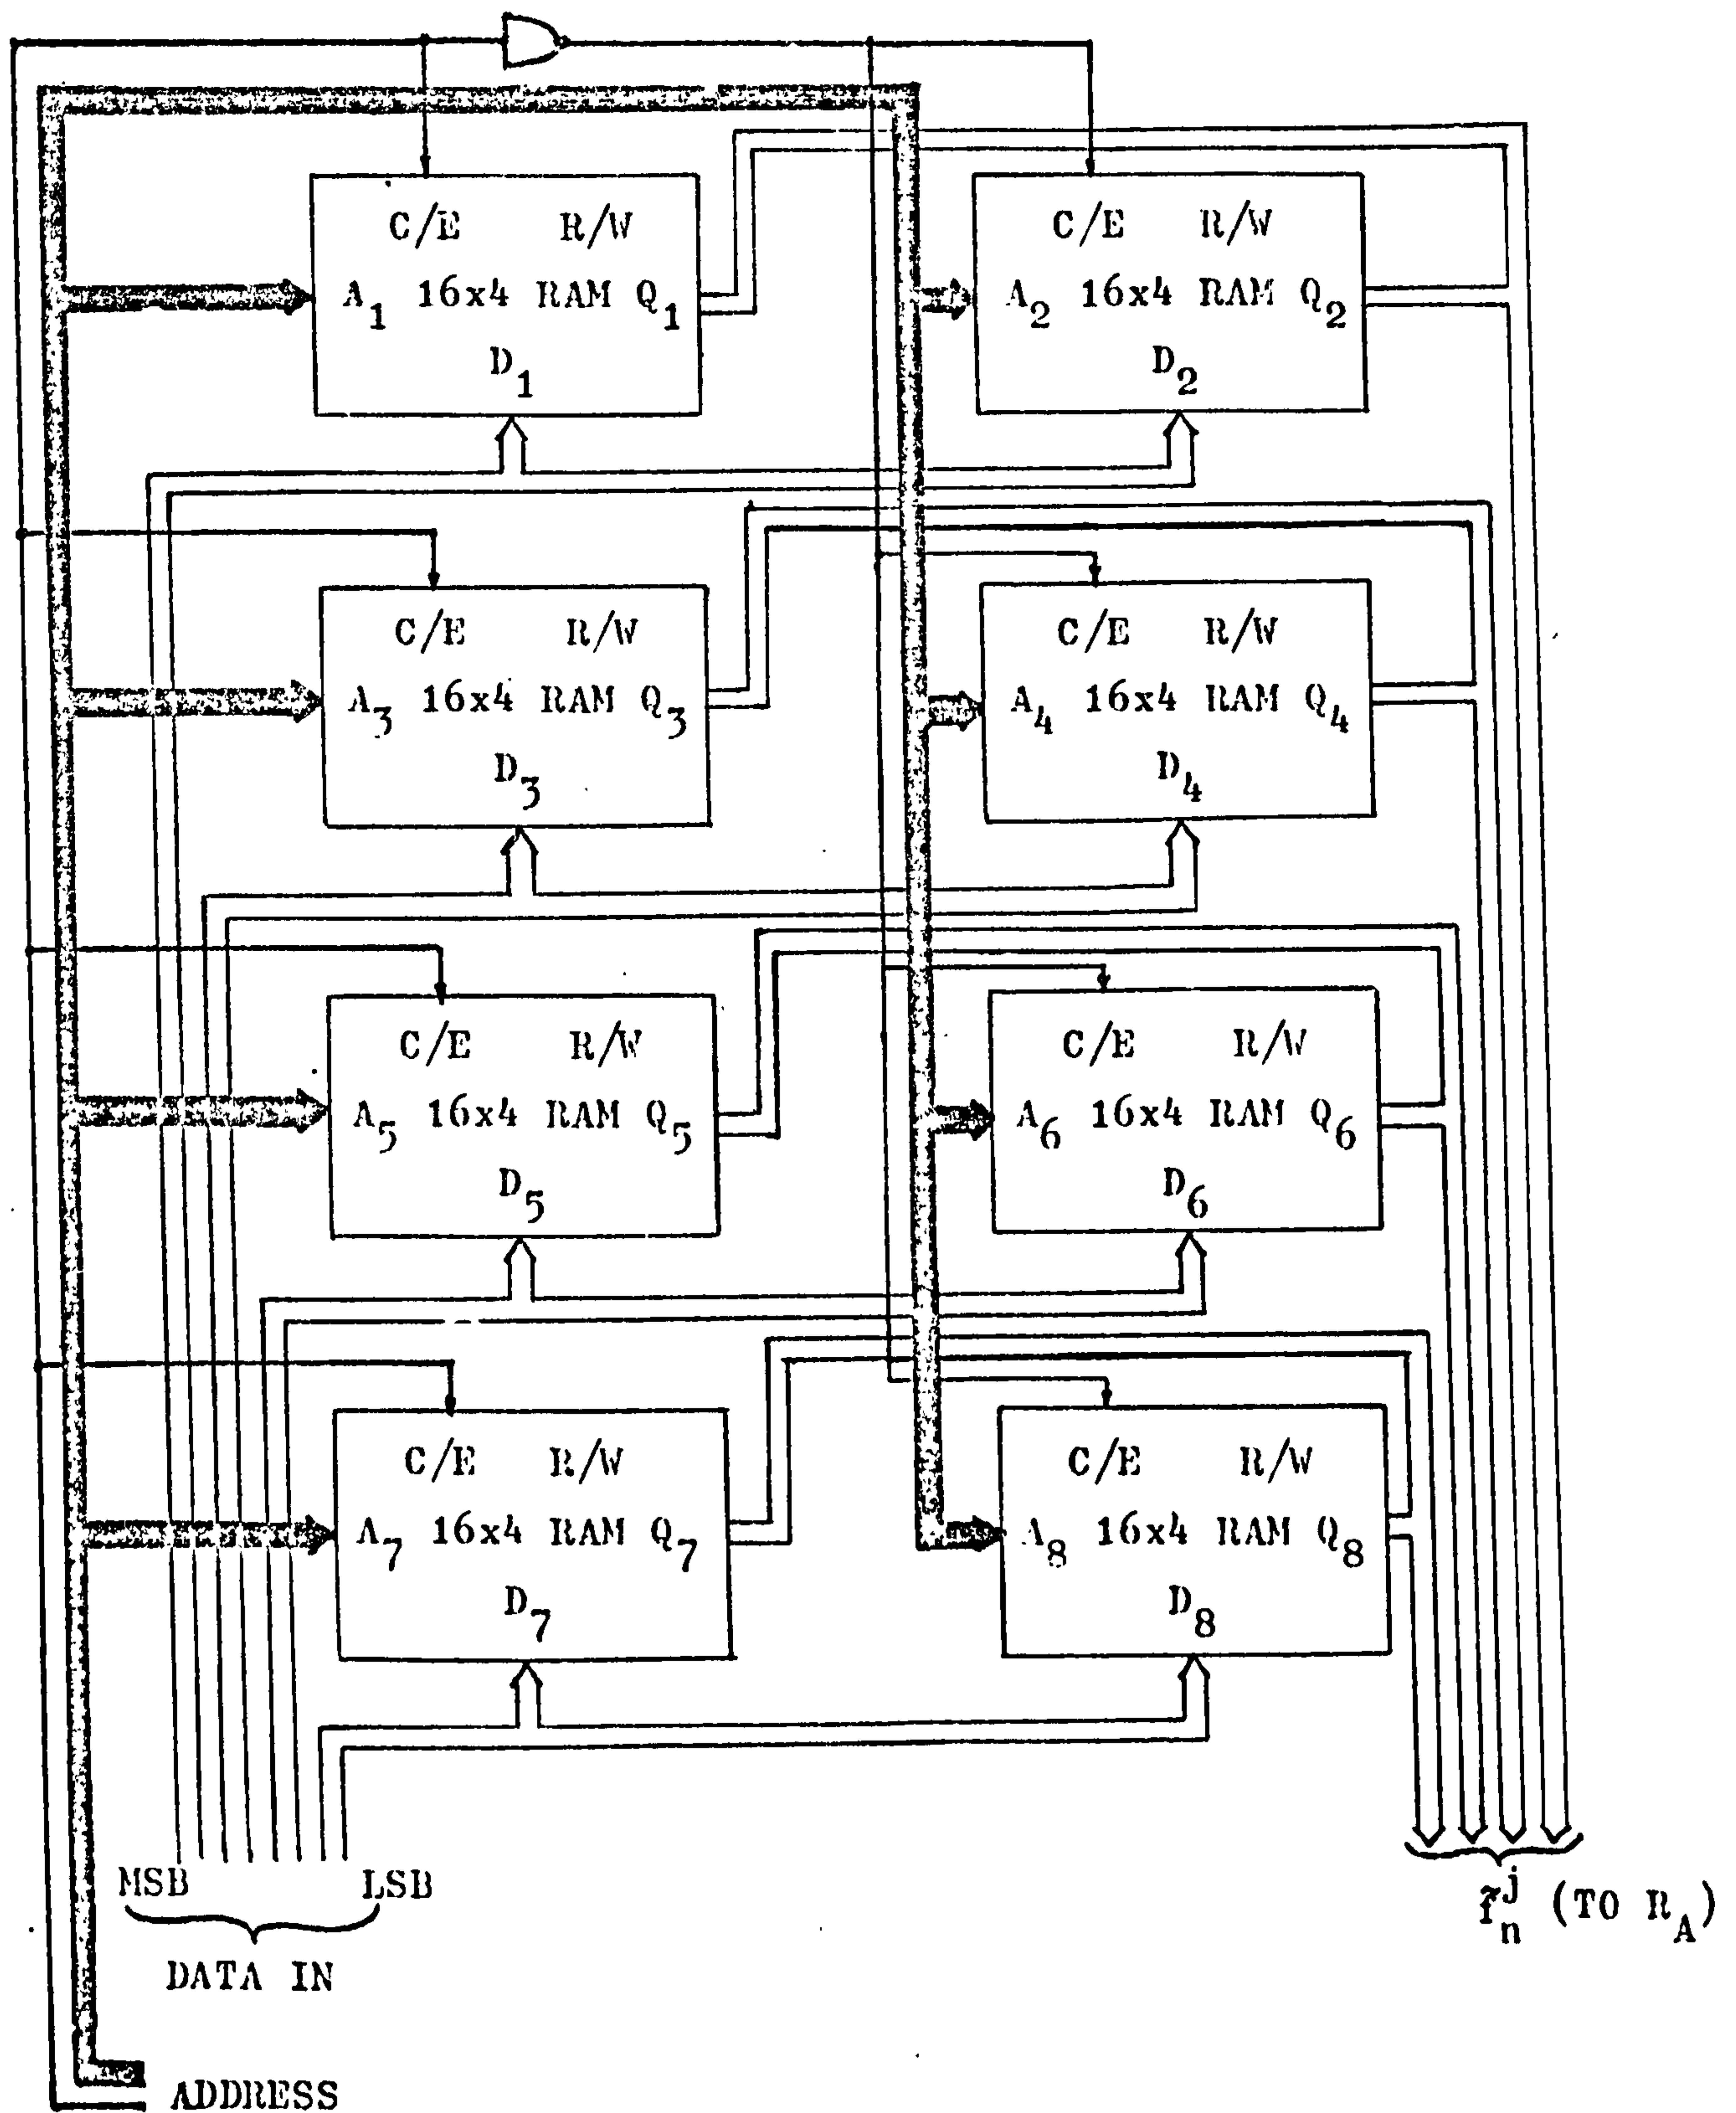 C/E R/W
A1 16x4 RAM Q1
D1
C/E R/W
A2 16x4 RAM Q2
D2
C/E R/W
A3 16x4 RAM Q3
D3
C/E R/W
A4 16x4 RAM Q4
D4
C/E R/W
A5 16x4 RAM Q5
D5
C/E R/W
A6 16x4 RAM Q6
D6
C/E R/W
A7 16x4 RAM Q7
D7
C/E R/W
A8 16x4 RAM Q8
D8
MSB LSB
DATA IN
f̃nj (TO RA)
ADDRESS